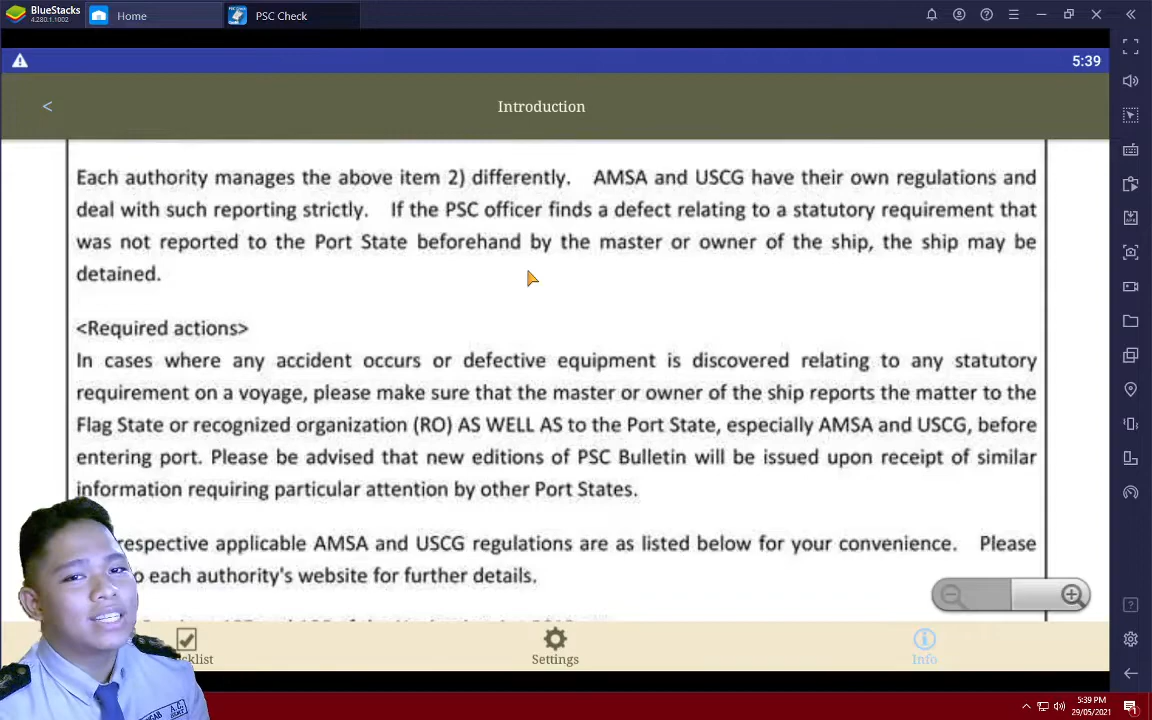 BlueStacks
4.280.1.1002
Home
PSC Check
5:39
<
Introduction
Each authority manages the above item 2) differently. AMSA and USCG have their own regulations and
deal with such reporting strictly. If the PSC officer finds a defect relating to a statutory requirement that
was not reported to the Port State beforehand by the master or owner of the ship, the ship may be
detained.
<Required actions>
In cases where any accident occurs or defective equipment is discovered relating to any statutory
requirement on a voyage, please make sure that the master or owner of the ship reports the matter to the
Flag State or recognized organization (RO) AS WELL AS to the Port State, especially AMSA and USCG, before
entering port. Please be advised that new editions of PSC Bulletin will be issued upon receipt of similar
information requiring particular attention by other Port States.
respective applicable AMSA and USCG regulations are as listed below for your convenience. Please
each authority's website for further details.
Settings
Info
5:39 PM
29/05/2021